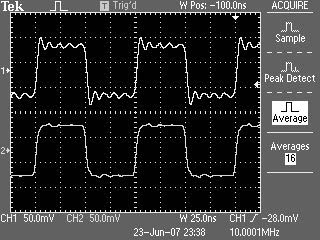 Tek T Trig'd W Pos: -100.0ns ACQUIRE
Sample
Peak Detect
Average
Averages
16
1
2
CH1 50.0mV CH2 50.0mV W 25.0ns CH1 / -28.0mV
23-Jun-07 23:38 10.0001MHz